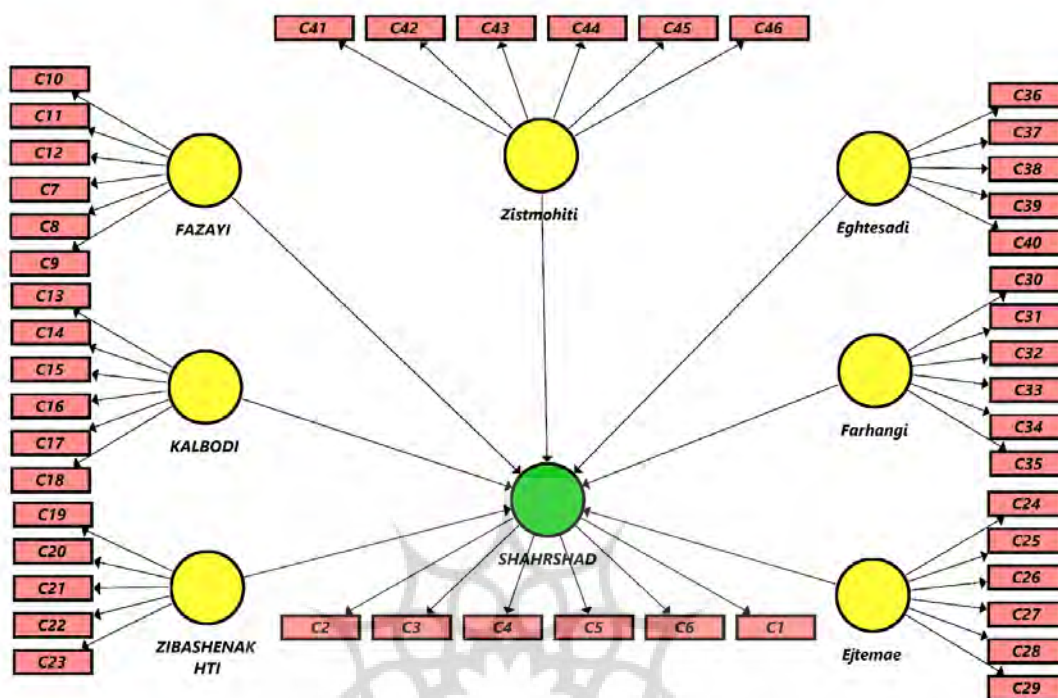 C41
C42
C43
C44
C45
C46
Zistmohiti
C10
C11
C12
C7
C8
C9
FAZAYI
C13
C14
C15
C16
C17
C18
KALBODI
C19
C20
C21
C22
C23
ZIBASHENAK
HTI
SHAHRSHAD
C2
C3
C4
C5
C6
C1
C36
C37
C38
C39
C40
Eghtesadi
C30
C31
C32
C33
C34
C35
Farhangi
C24
C25
C26
C27
C28
C29
Ejtemae